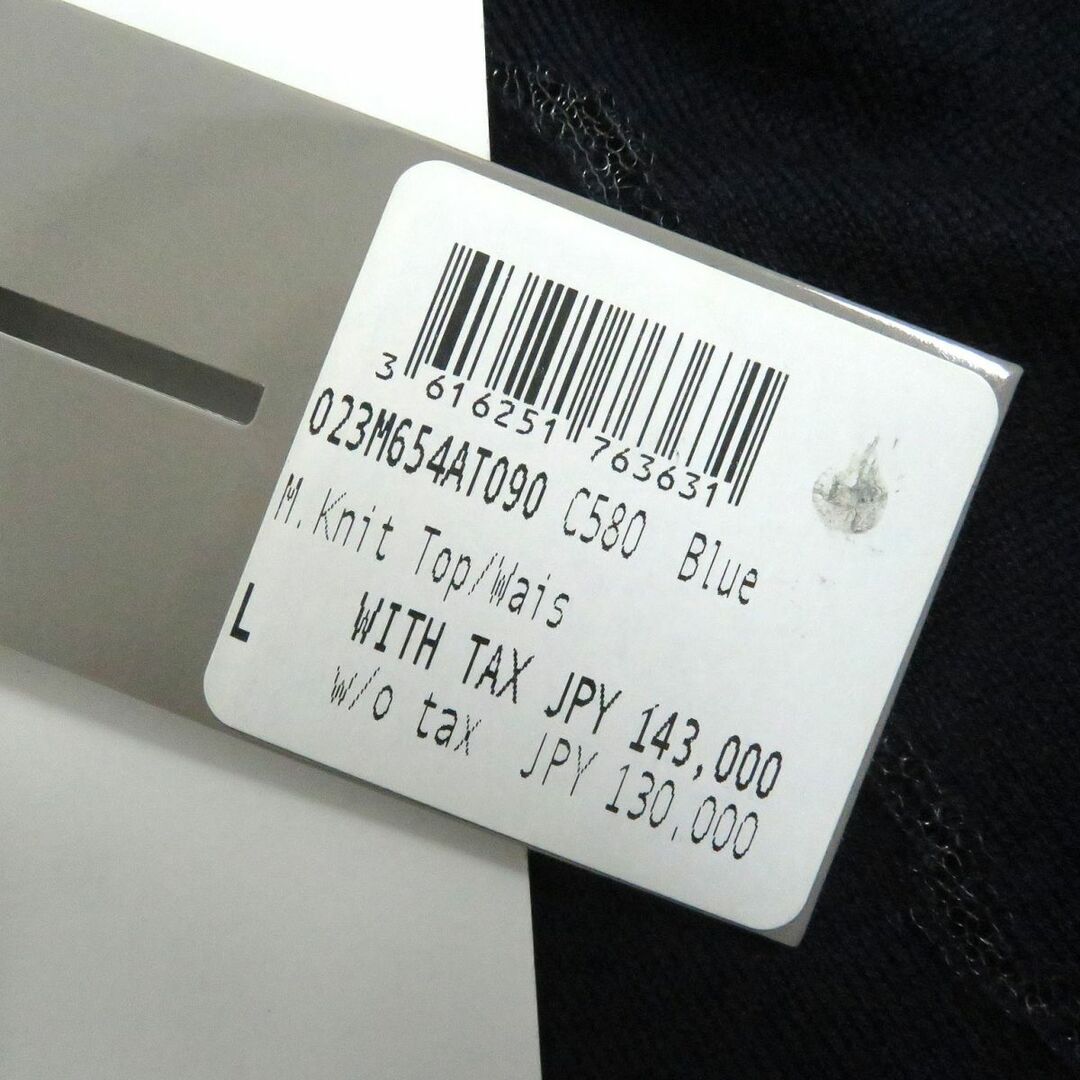 3 616251 763631
023M654AT090 C580 Blue
M.Knit Top/Wais
L WITH TAX JPY 143,000
w/o tax JPY 130,000